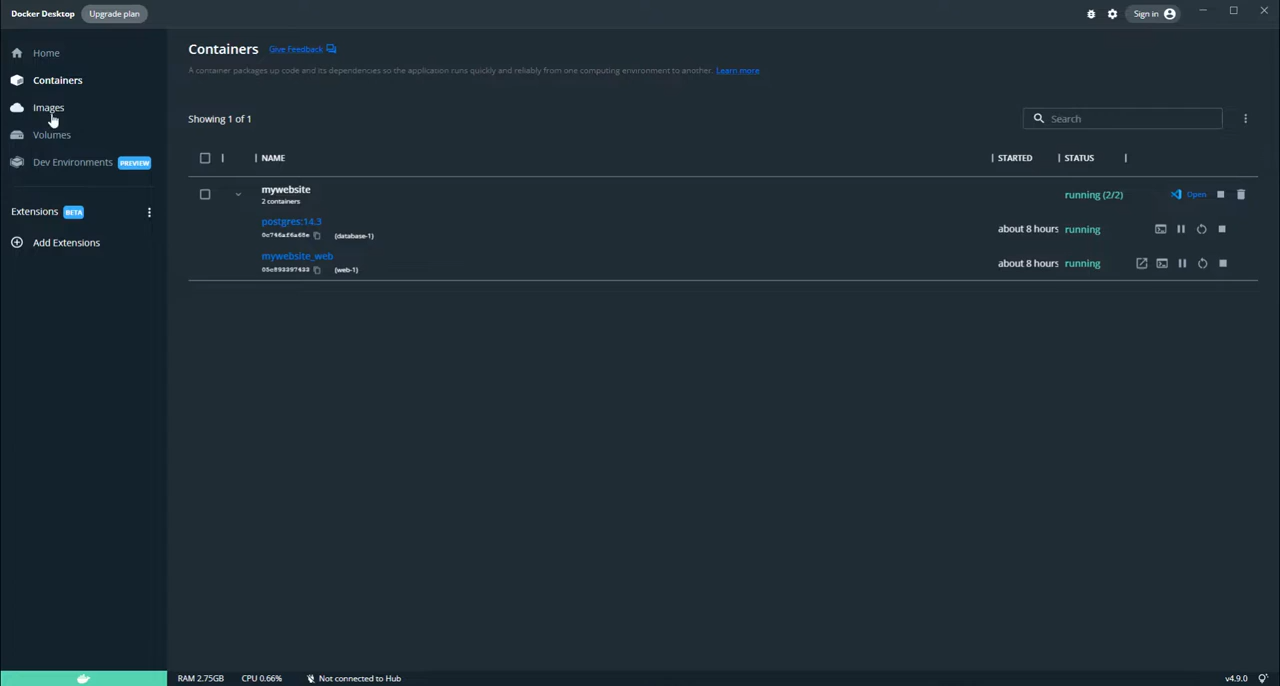 Docker Desktop Upgrade plan Sign in
Home
Containers
Images
Volumes
Dev Environments PREVIEW
Extensions BETA
Add Extensions
Containers Give Feedback
A container packages up code and its dependencies so the application runs quickly and reliably from one computing environment to another. Learn more
Showing 1 of 1 Search
NAME STARTED STATUS
mywebsite running (2/2) Open
2 containers
postgres:14.3 about 8 hours running
0c746af6a68e (database-1)
mywebsite_web about 8 hours running
05c893397433 (web-1)
RAM 2.75GB CPU 0.66% Not connected to Hub v4.9.0